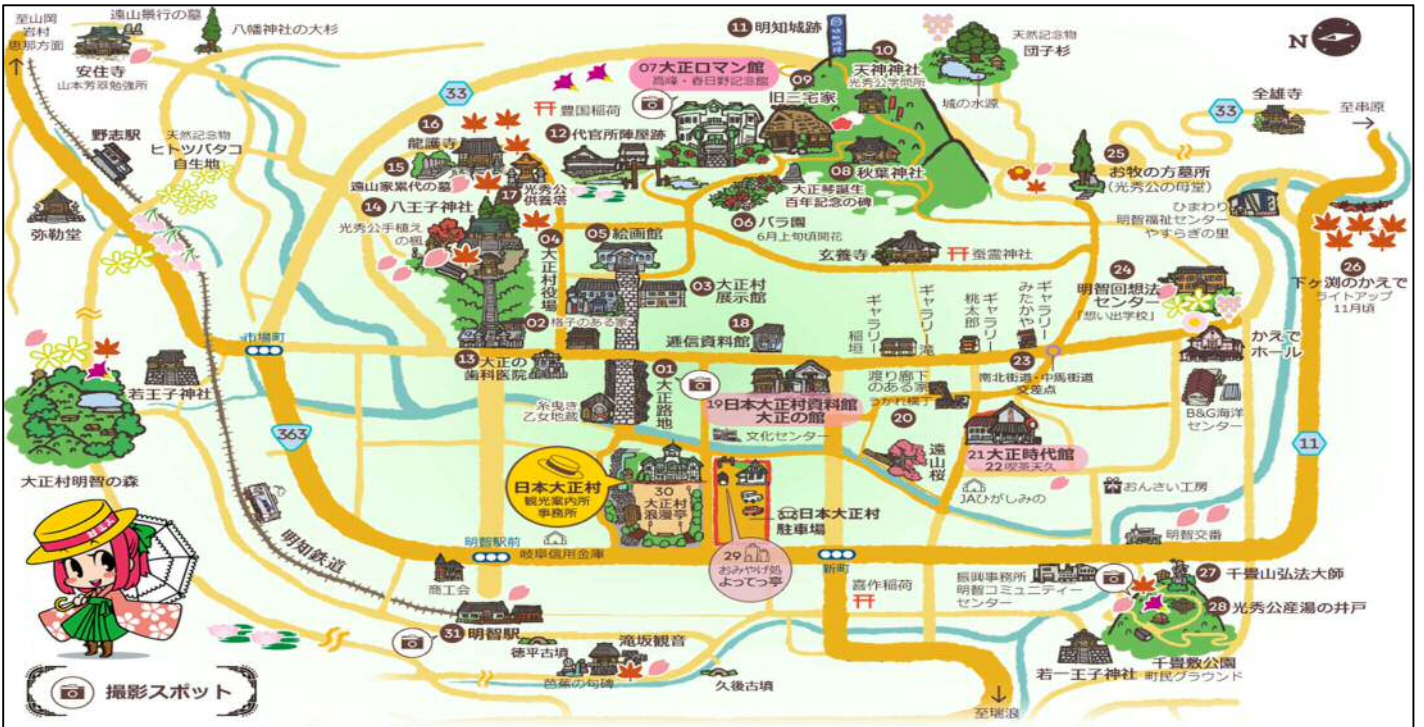 至山岡
岩村
恵那方面
遠山景行の墓
安住寺
山本芳翠勉強所
八幡神社の大杉
野志駅
天然記念物
ヒトツバタコ
自生地
弥勒堂
33
16
龍護寺
15
遠山家累代の墓
17
光秀公
供養塔
14 八王子神社
光秀公手植え
の楓
豊国稲荷
12 代官所陣屋跡
07 大正ロマン館
高峰・春日野記念館
11 明知城跡
10
天神神社
光秀公学問所
09
旧三宅家
08 秋葉神社
大正琴誕生
百年記念の碑
06 バラ園
6月上旬頃開花
天然記念物
団子杉
城の水源
N
33
全雄寺
至串原
25
お牧の方墓所
(光秀公の母堂)
ひまわり
明智福祉センター
やすらぎの里
26
下ヶ渕のかえで
ライトアップ
11月頃
04
大正村役場
05 絵画館
03 大正村
展示館
02 格子のある家
玄養寺
蚕霊神社
24
明智回想法
センター
「想い出学校」
かえで
ホール
B&G海洋
センター
18
逓信資料館
ギャラリー
稲垣
ギャラリー
滝
桃太郎
ギャラリー
ギャラリー
みたかや
23
南北街道・中馬街道
交差点
市場町
若王子神社
363
大正村明智の森
13 大正の
歯科医院
01
大正路地
糸曳き
乙女地蔵
19 日本大正村資料館
大正の館
文化センター
渡り廊下
のある家
うかれ横丁
20
遠山桜
21 大正時代館
22 喫茶天久
JAひがしみの
おんさい工房
11
日本大正村
観光案内所
事務所
30
大正村
浪漫亭
日本大正村
駐車場
29
おみやげ処
よってっ亭
明智駅前
岐阜信用金庫
新町
明智交番
明知鉄道
商工会
31 明智駅
徳平古墳
滝坂観音
芭蕉の句碑
久後古墳
喜作稲荷
振興事務所
明智コミュニティー
センター
27 千畳山弘法大師
28 光秀公産湯の井戸
千畳敷公園
町民グラウンド
若一王子神社
至瑞浪
撮影スポット